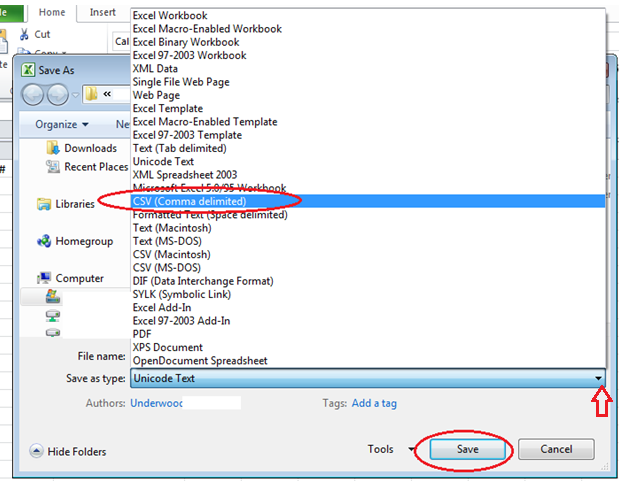 Home Insert
Cut
Copy
Cal
Save As
«
Organize
Ne
Downloads
Recent Places
#
Libraries
Homegroup
Computer
Excel Workbook
Excel Macro-Enabled Workbook
Excel Binary Workbook
Excel 97-2003 Workbook
XML Data
Single File Web Page
Web Page
Excel Template
Excel Macro-Enabled Template
Excel 97-2003 Template
Text (Tab delimited)
Unicode Text
XML Spreadsheet 2003
Microsoft Excel 5.0/95 Workbook
CSV (Comma delimited)
Formatted Text (Space delimited)
Text (Macintosh)
Text (MS-DOS)
CSV (Macintosh)
CSV (MS-DOS)
DIF (Data Interchange Format)
SYLK (Symbolic Link)
Excel Add-In
Excel 97-2003 Add-In
PDF
XPS Document
OpenDocument Spreadsheet
File name:
Save as type: Unicode Text
Authors: Underwood Tags: Add a tag
Hide Folders Tools Save Cancel